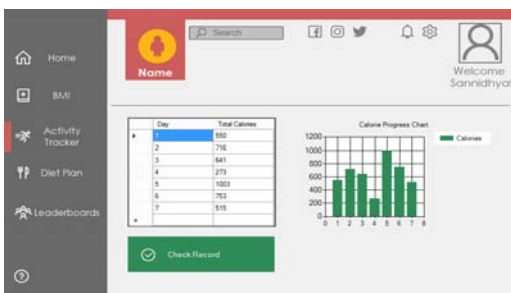 Search
Name
Welcome
Sannidhya!
Home
BMI
Activity
Tracker
Diet Plan
Leaderboards
Day Total Calories
1 550
2 716
3 641
4 273
5 1003
6 753
7 515
Check Record
Calorie Progress Chart
Calories
1200
1000
800
600
400
200
0
0 1 2 3 4 5 6 7 8